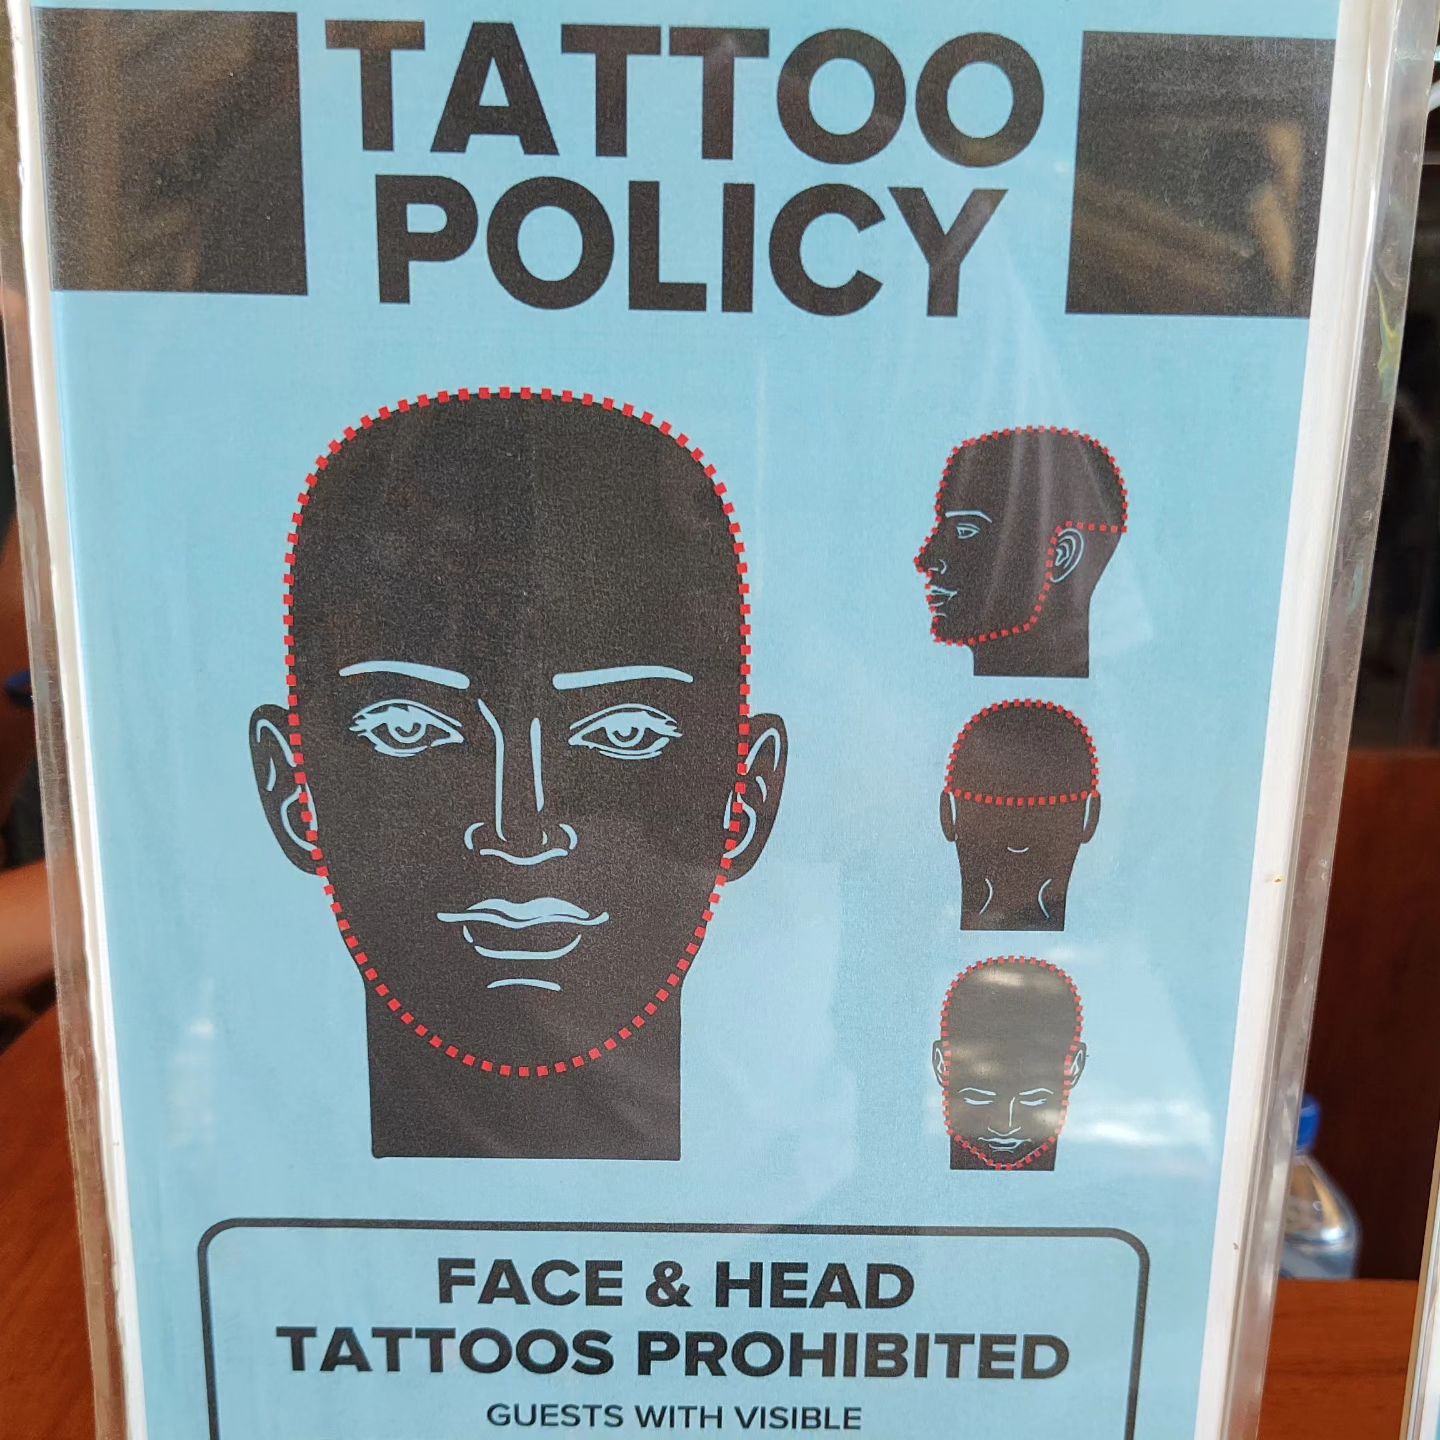 TATTOO
POLICY
FACE & HEAD
TATTOOS PROHIBITED
GUESTS WITH VISIBLE